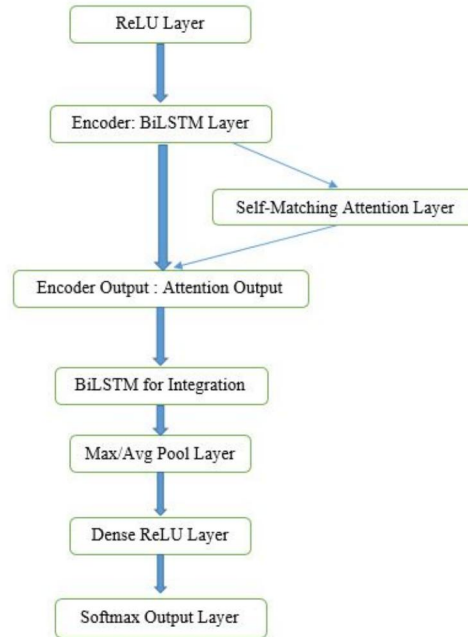 ReLU Layer
Encoder: BiLSTM Layer
Self-Matching Attention Layer
Encoder Output : Attention Output
BiLSTM for Integration
Max/Avg Pool Layer
Dense ReLU Layer
Softmax Output Layer